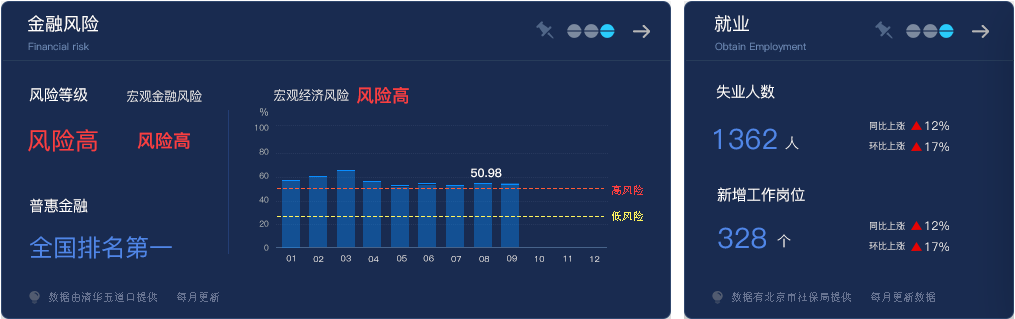 金融风险
Financial risk
风险等级
宏观金融风险
风险高
风险高
普惠金融
全国排名第一
宏观经济风险 风险高
%
100
80
60
40
20
0
50.98
高风险
低风险
01 02 03 04 05 06 07 08 09 10 11 12
数据由清华五道口提供 每月更新
就业
Obtain Employment
失业人数
1362 人
同比上涨 12%
环比上涨 17%
新增工作岗位
328 个
同比上涨 12%
环比上涨 17%
数据有北京市社保局提供 每月更新数据